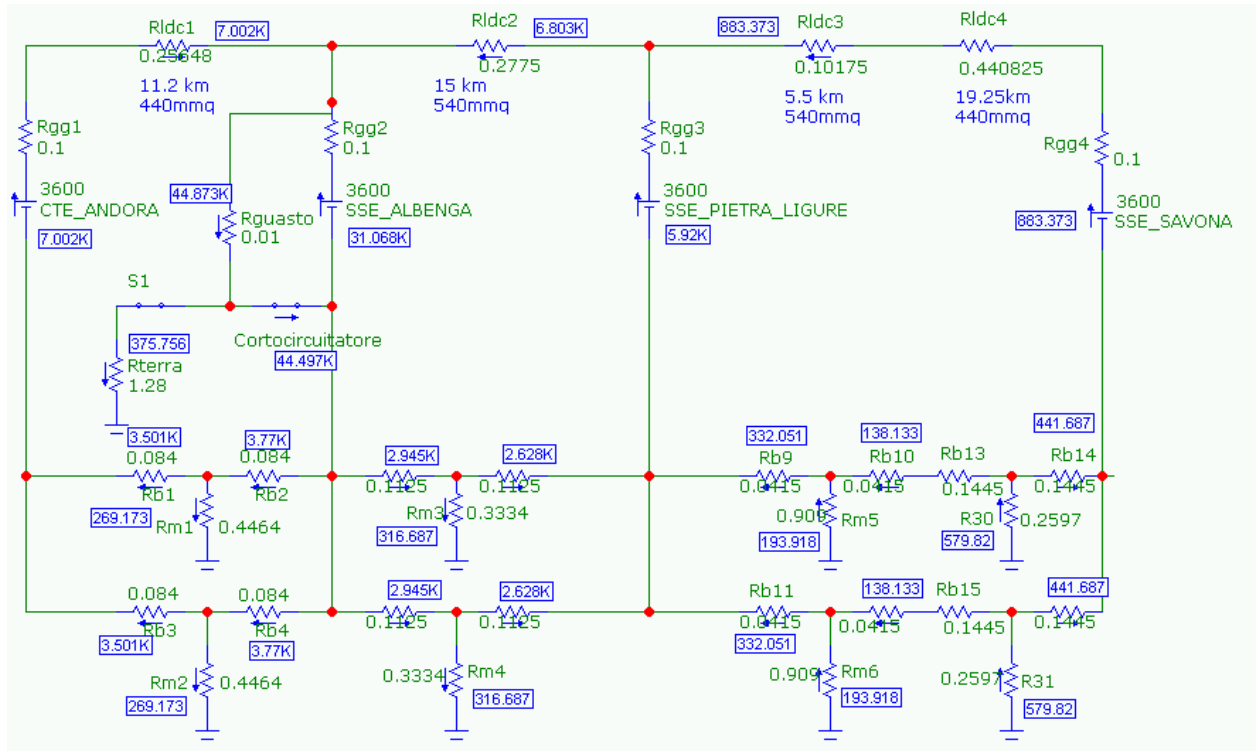 Rldc1
7.002K
0.25648
11.2 km
440mmq
Rldc2
6.803K
0.2775
15 km
540mmq
883.373
Rldc3
0.10175
5.5 km
540mmq
Rldc4
0.440825
19.25km
440mmq
Rgg1
0.1
Rgg2
0.1
Rgg3
0.1
Rgg4
0.1
3600
CTE_ANDORA
7.002K
44.873K
Rguasto
0.01
3600
SSE_ALBENGA
31.068K
3600
SSE_PIETRA_LIGURE
5.92K
883.373
3600
SSE_SAVONA
S1
Cortocircuitatore
44.497K
375.756
Rterra
1.28
3.501K
0.084
Rb1
3.77K
0.084
Rb2
269.173
Rm1
0.4464
2.945K
0.1125
2.628K
0.1125
Rm3
0.3334
316.687
332.051
Rb9
0.0415
138.133
Rb10
0.0415
Rb13
0.1445
441.687
Rb14
0.1445
0.909
Rm5
193.918
R30
0.2597
579.82
0.084
Rb3
3.501K
0.084
Rb4
3.77K
Rm2
0.4464
269.173
2.945K
0.1125
2.628K
0.1125
0.3334
Rm4
316.687
Rb11
0.0415
332.051
138.133
0.0415
Rb15
0.1445
441.687
0.1445
0.909
Rm6
193.918
0.2597
R31
579.82